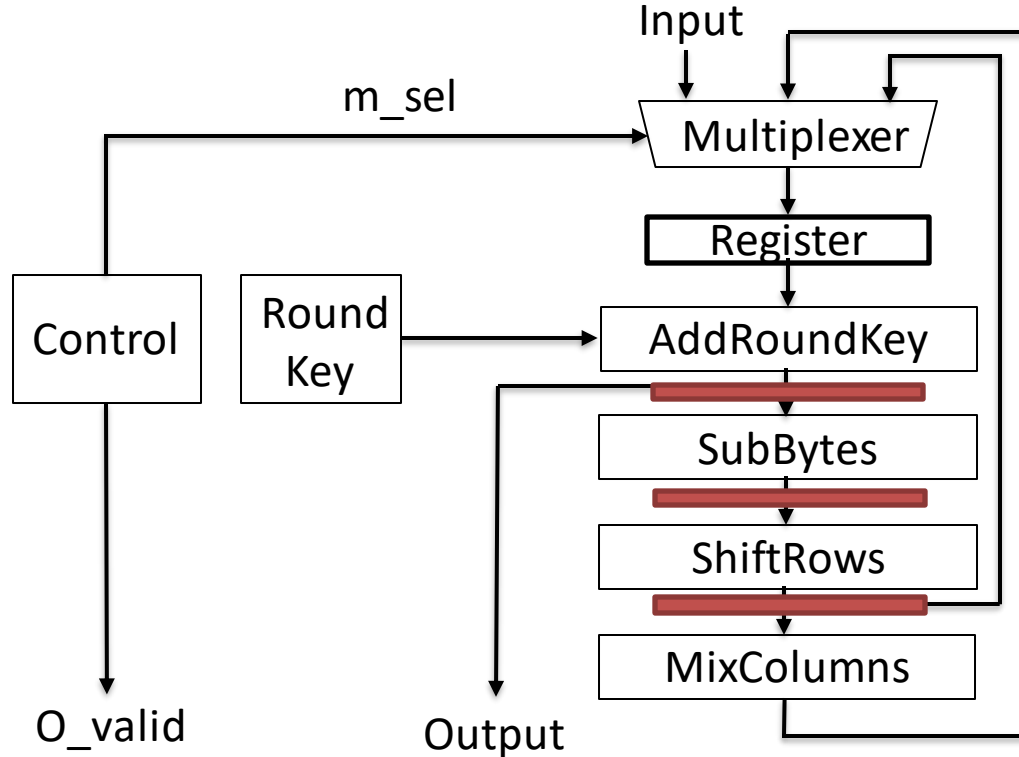 Input
m_sel
Multiplexer
Register
Control
Round
Key
AddRoundKey
SubBytes
ShiftRows
MixColumns
O_valid
Output